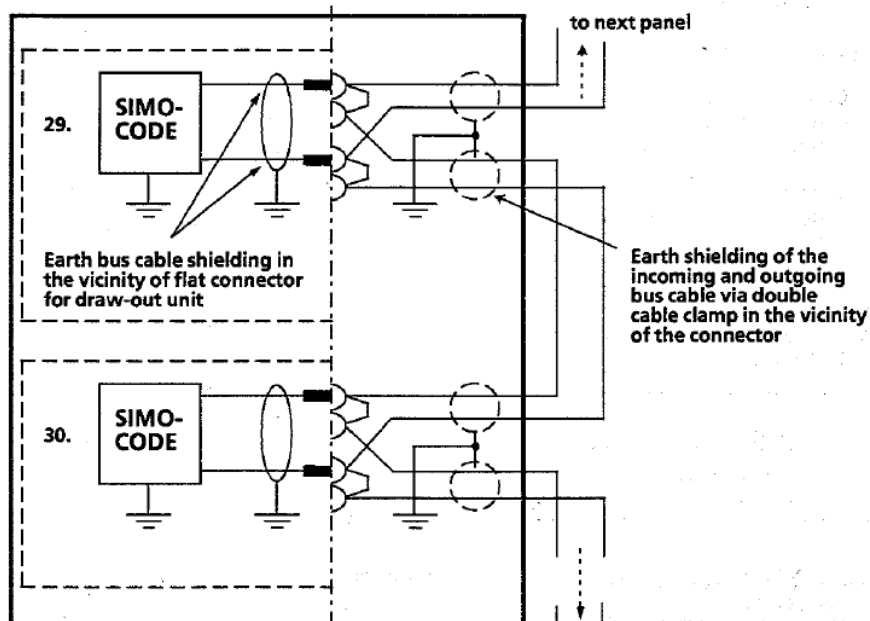 to next panel
29.
SIMO-
CODE
Earth bus cable shielding in
the vicinity of flat connector
for draw-out unit
Earth shielding of the
incoming and outgoing
bus cable via double
cable clamp in the vicinity
of the connector
30.
SIMO-
CODE